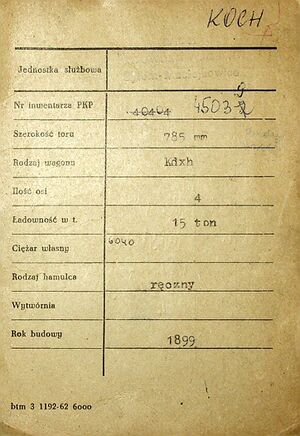 KOCH
Jednostka służbowa
Nr inwentarza PKP 40404 4503
Szerokość toru 785 mm
Rodzaj wagonu Kdxh
Ilość osi 4
Ładowność w t. 15 ton
Ciężar własny 6040
Rodzaj hamulca ręczny
Wytwórnia
Rok budowy 1899
btm 3 1192-62 6000